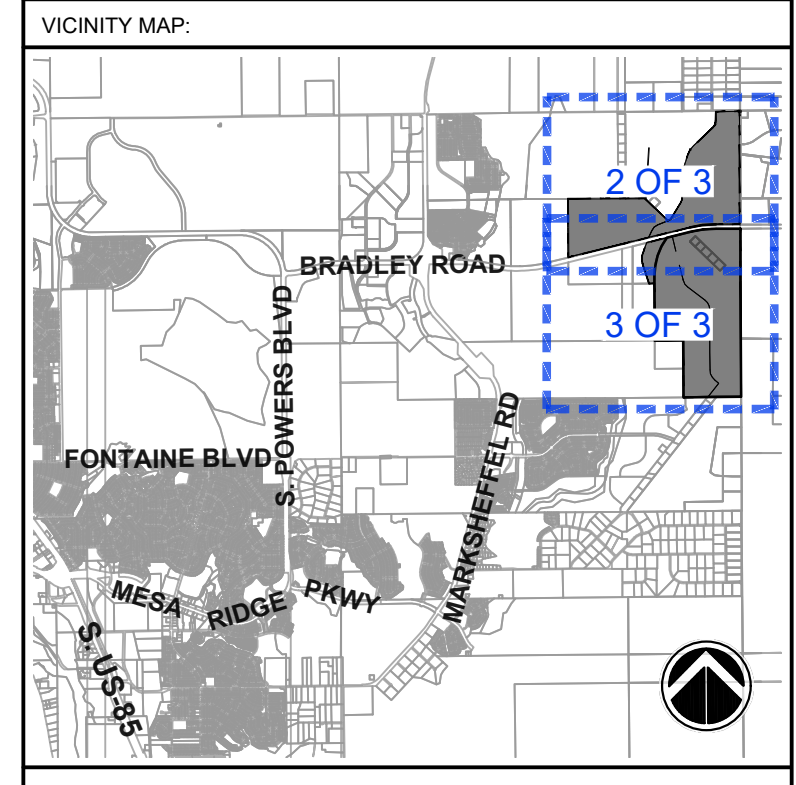 VICINITY MAP:
2 OF 3
BRADLEY ROAD
3 OF 3
S. POWERS BLVD
MARKSHEFFEL RD
FONTAINE BLVD
MESA RIDGE PKWY
S. US-85